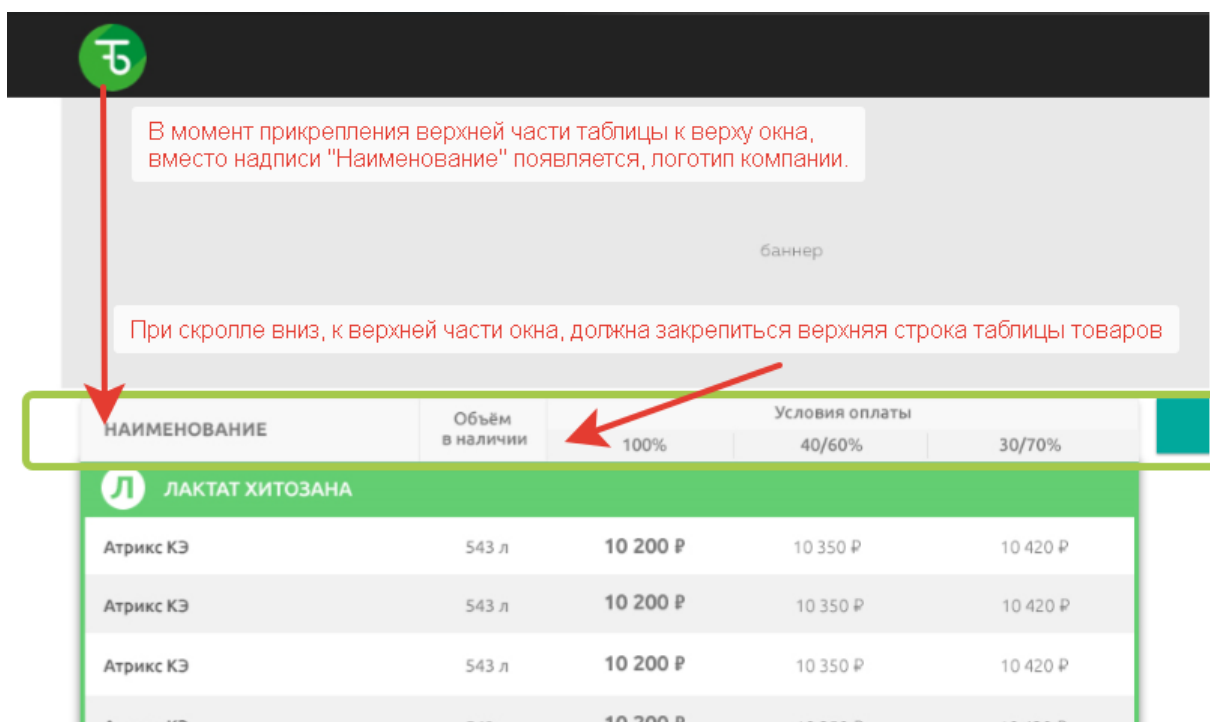 В момент прикрепления верхней части таблицы к верху окна,
вместо надписи "Наименование" появляется, логотип компании.
баннер
При скролле вниз, к верхней части окна, должна закрепиться верхняя строка таблицы товаров
НАИМЕНОВАНИЕ
Объём
в наличии
Условия оплаты
100% 40/60% 30/70%
Л ЛАКТАТ ХИТОЗАНА
Атрикс КЭ 543 л 10 200 ₽ 10 350 ₽ 10 420 ₽
Атрикс КЭ 543 л 10 200 ₽ 10 350 ₽ 10 420 ₽
Атрикс КЭ 543 л 10 200 ₽ 10 350 ₽ 10 420 ₽
10 200 ₽